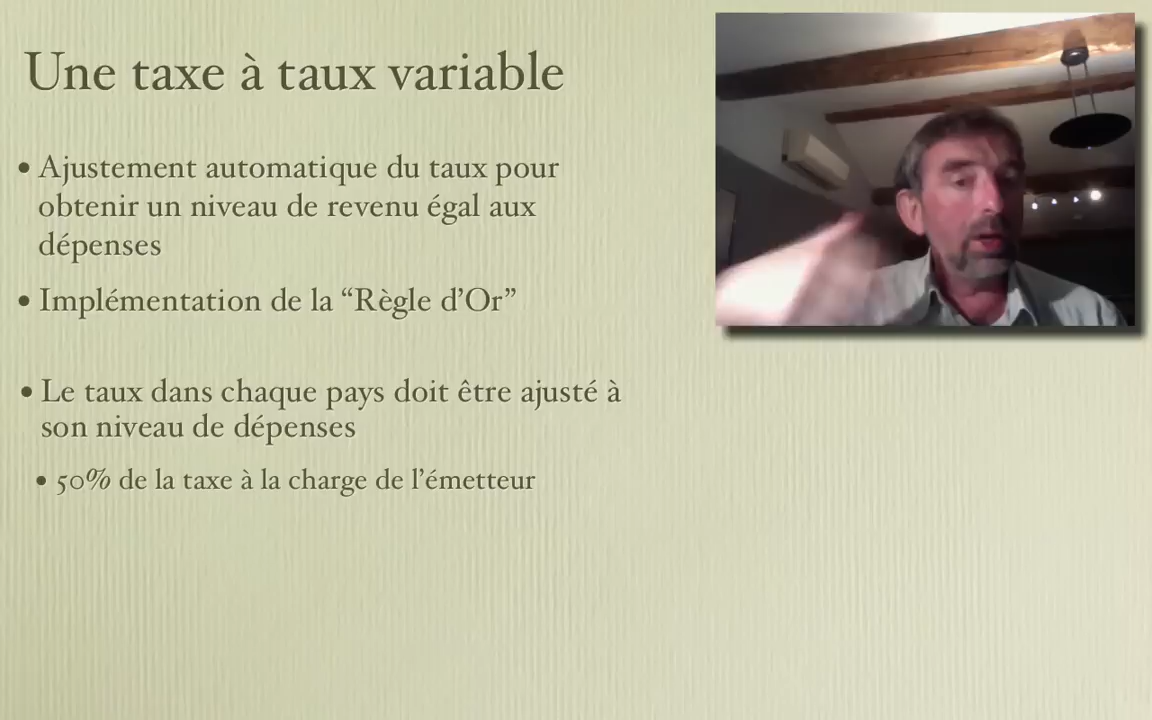 Une taxe à taux variable
• Ajustement automatique du taux pour
obtenir un niveau de revenu égal aux
dépenses
• Implémentation de la “Règle d’Or”
• Le taux dans chaque pays doit être ajusté à
son niveau de dépenses
• 50% de la taxe à la charge de l’émetteur